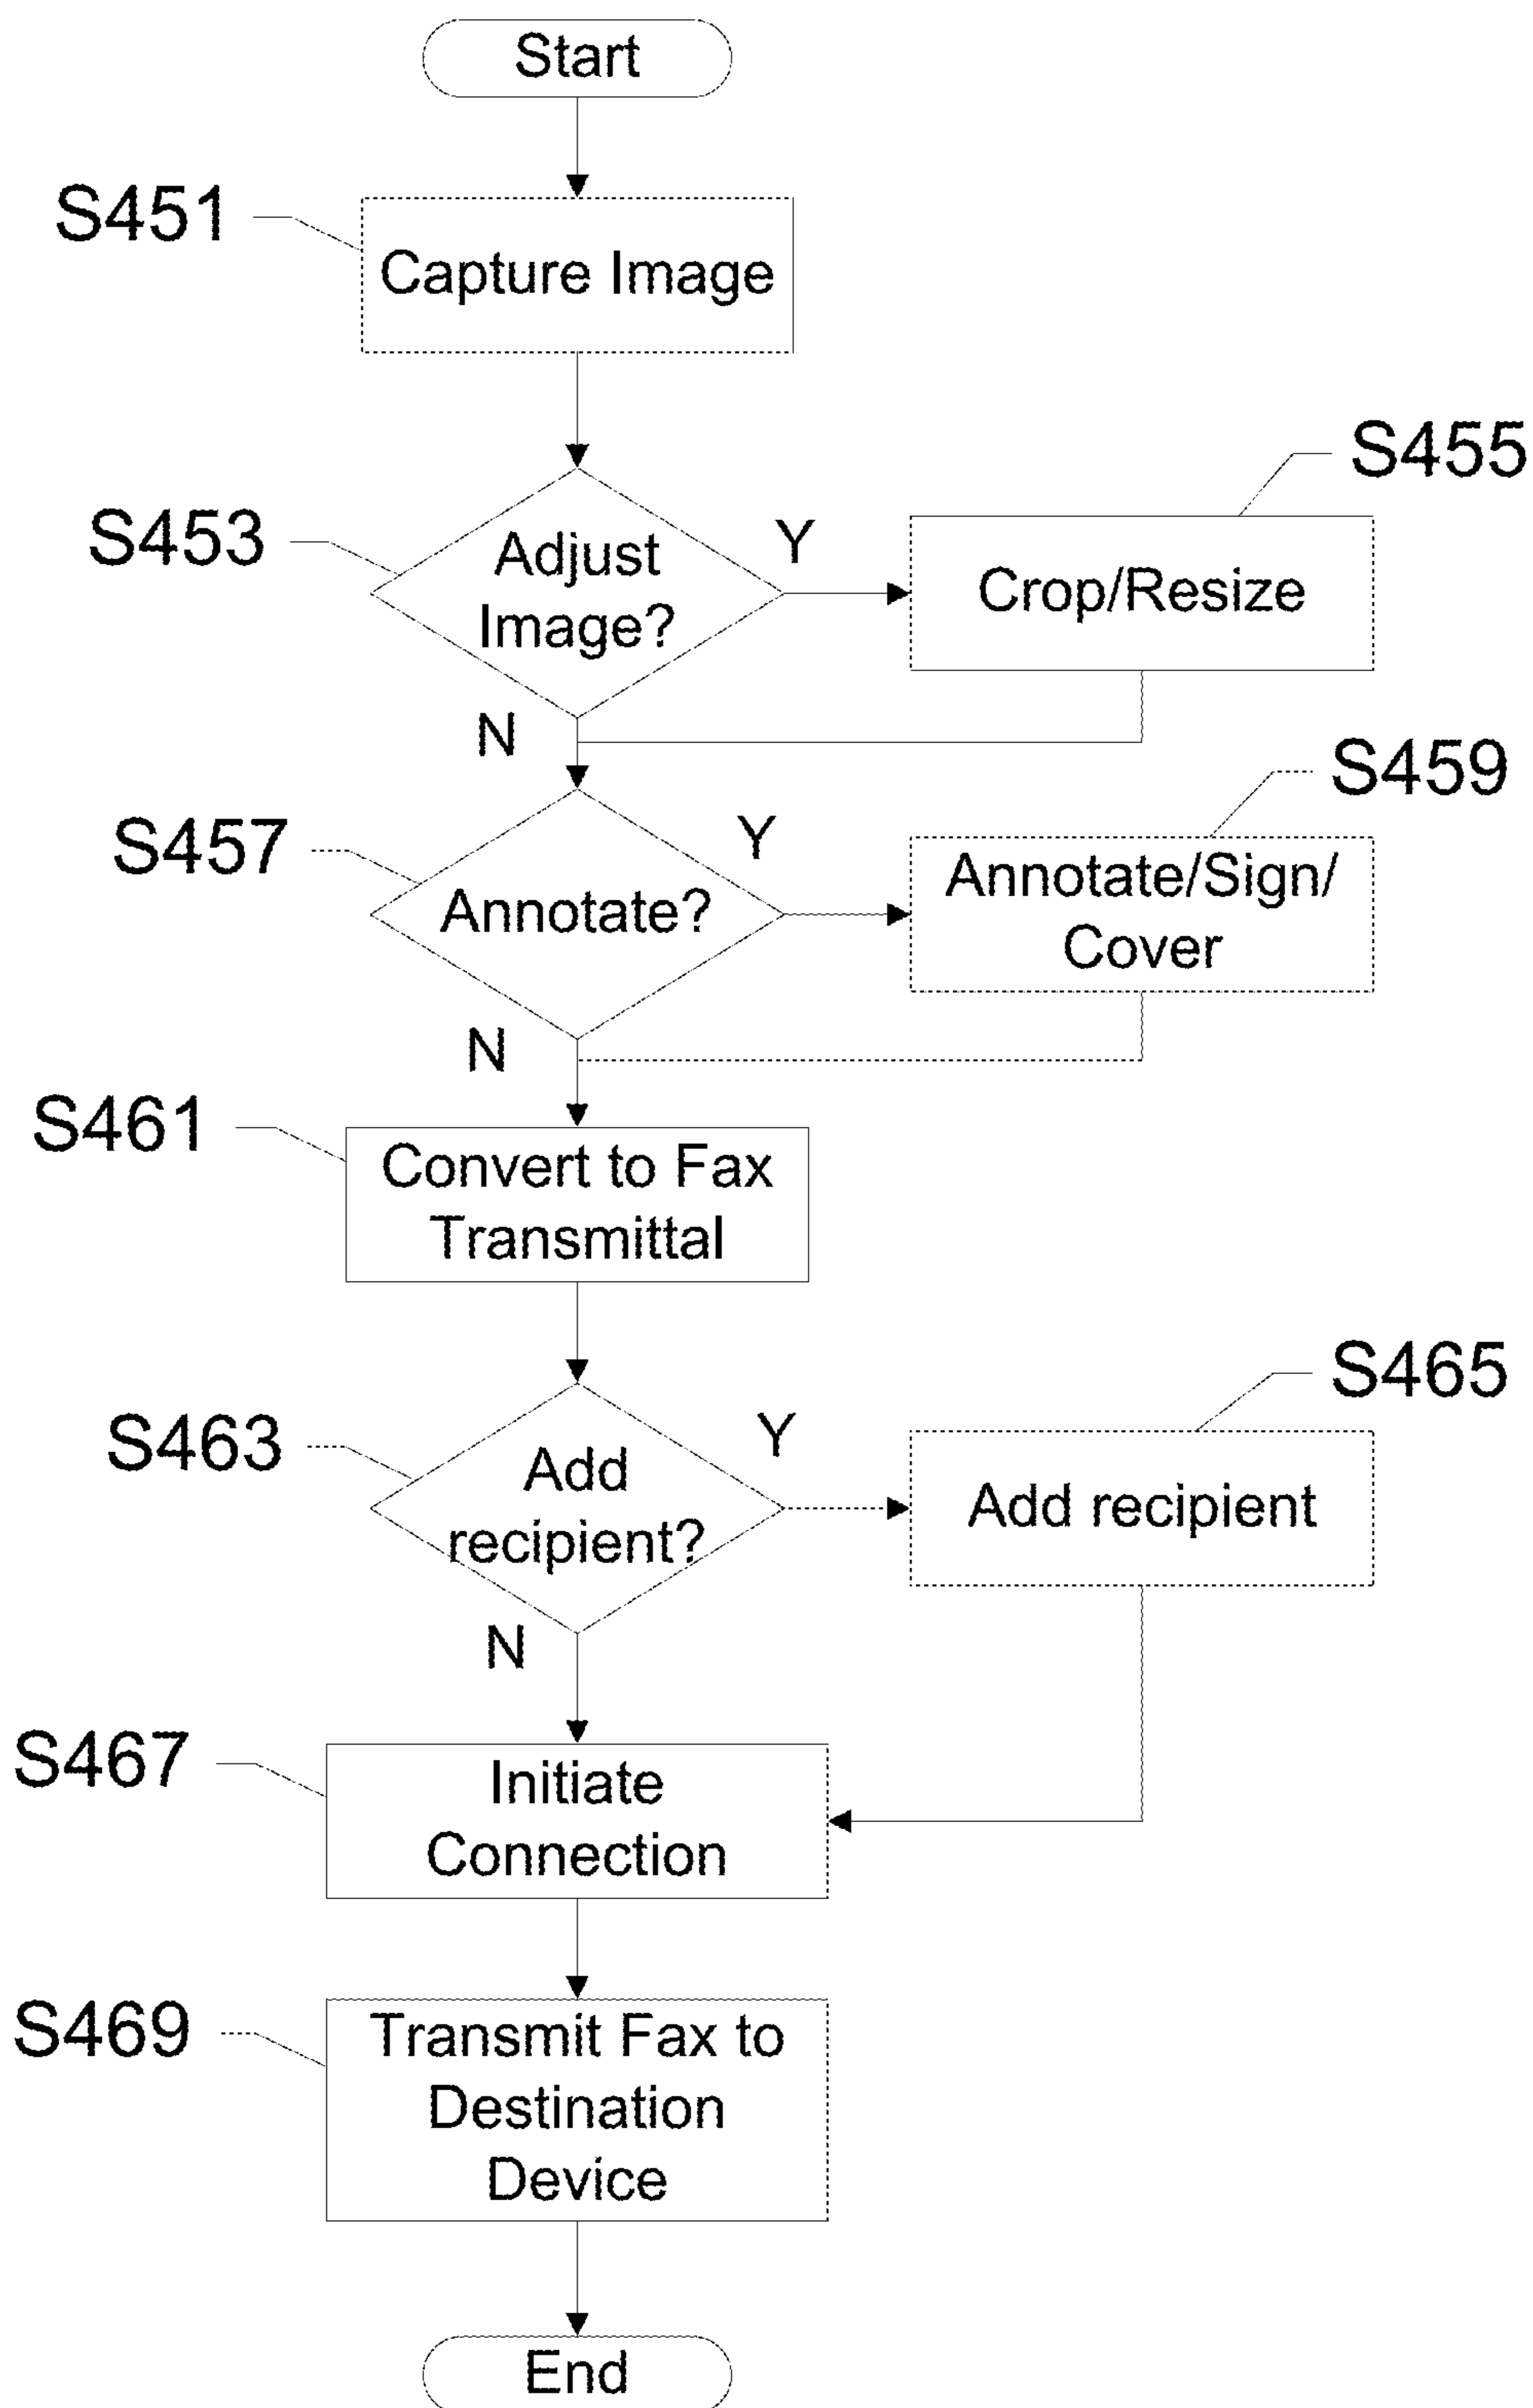 Start
S451
Capture Image
S455
S453
Adjust
Image?
Y
Crop/Resize
N
S459
S457
Annotate?
Y
Annotate/Sign/
Cover
N
S461
Convert to Fax
Transmittal
S465
S463
Add
recipient?
Y
Add recipient
N
S467
Initiate
Connection
S469
Transmit Fax to
Destination
Device
End